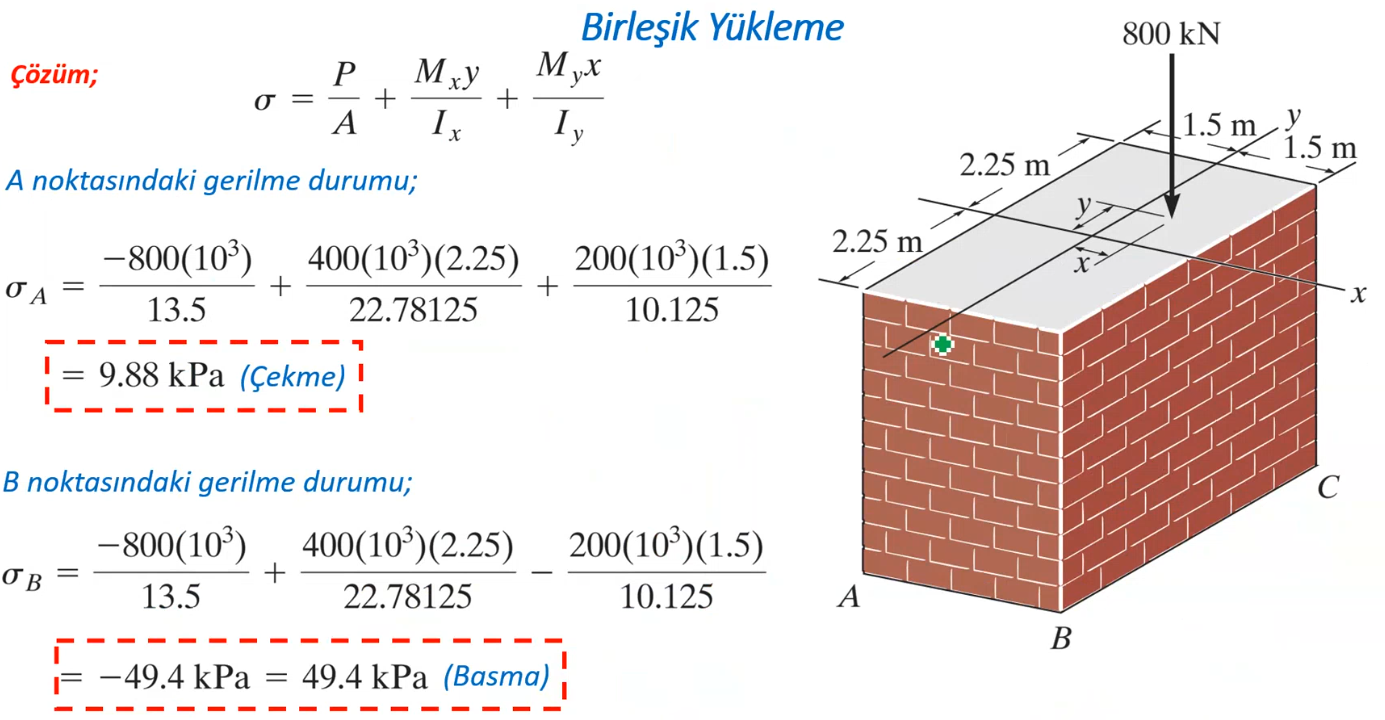 Birleşik Yükleme
Çözüm;
σ = P/A + M_x y/I_x + M_y x/I_y
A noktasındaki gerilme durumu;
σ_A = −800(10³)/13.5 + 400(10³)(2.25)/22.78125 + 200(10³)(1.5)/10.125
= 9.88 kPa (Çekme)
B noktasındaki gerilme durumu;
σ_B = −800(10³)/13.5 + 400(10³)(2.25)/22.78125 − 200(10³)(1.5)/10.125
= −49.4 kPa = 49.4 kPa (Basma)
800 kN
1.5 m
y
1.5 m
2.25 m
y
2.25 m
x
x
C
A
B